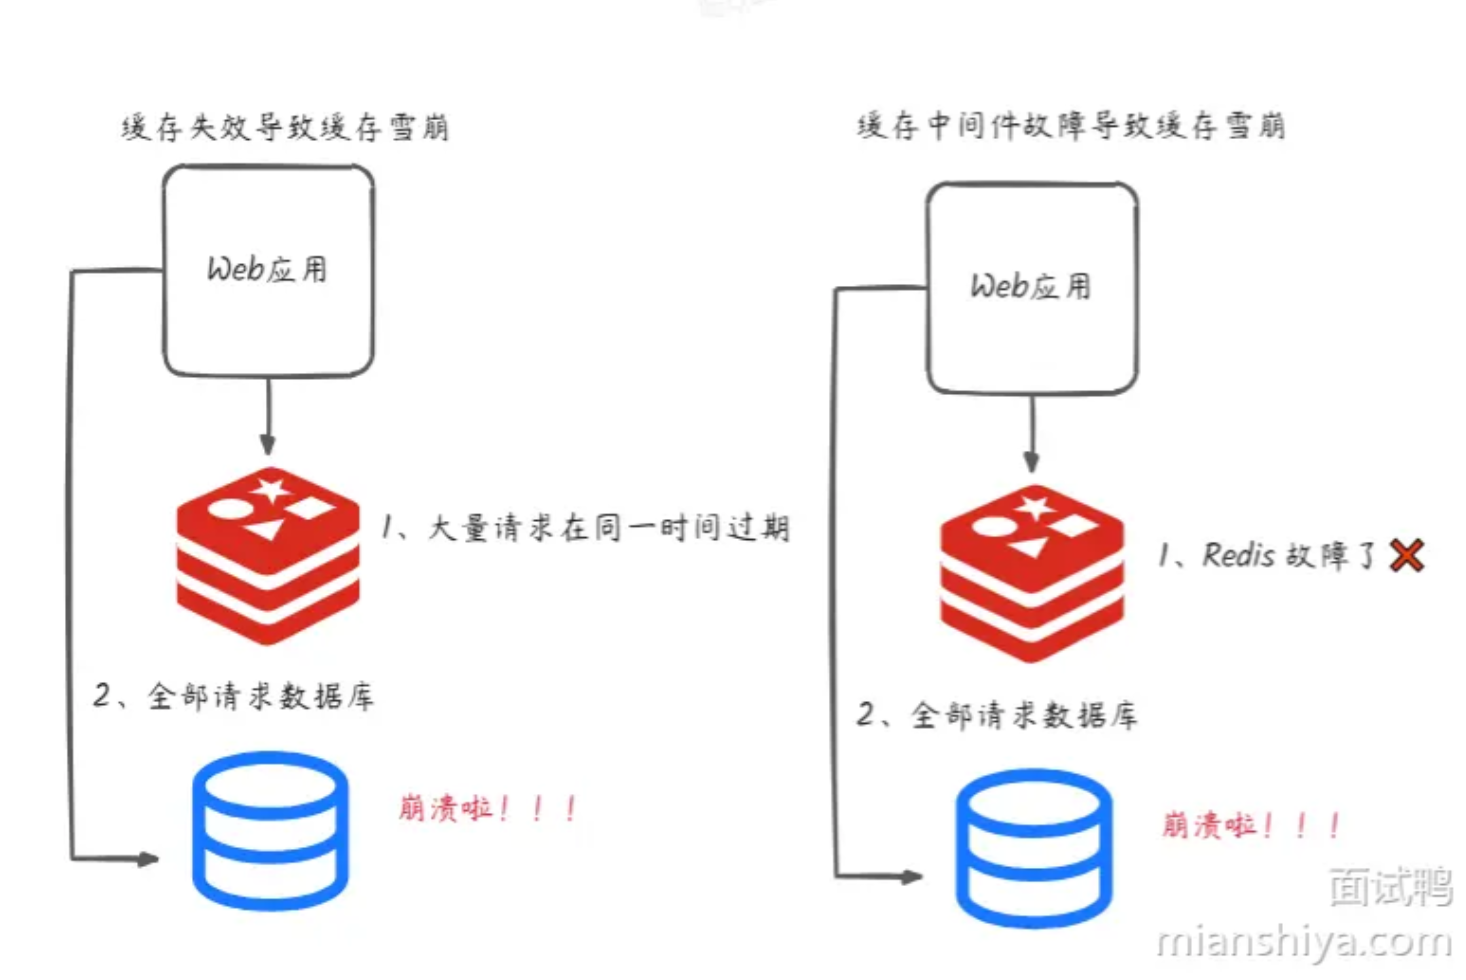 缓存失效导致缓存雪崩
Web应用
1、大量请求在同一时间过期
2、全部请求数据库
崩溃啦！！！
缓存中间件故障导致缓存雪崩
Web应用
1、Redis 故障了❌
2、全部请求数据库
崩溃啦！！！
面试鸭
mianshiya.com